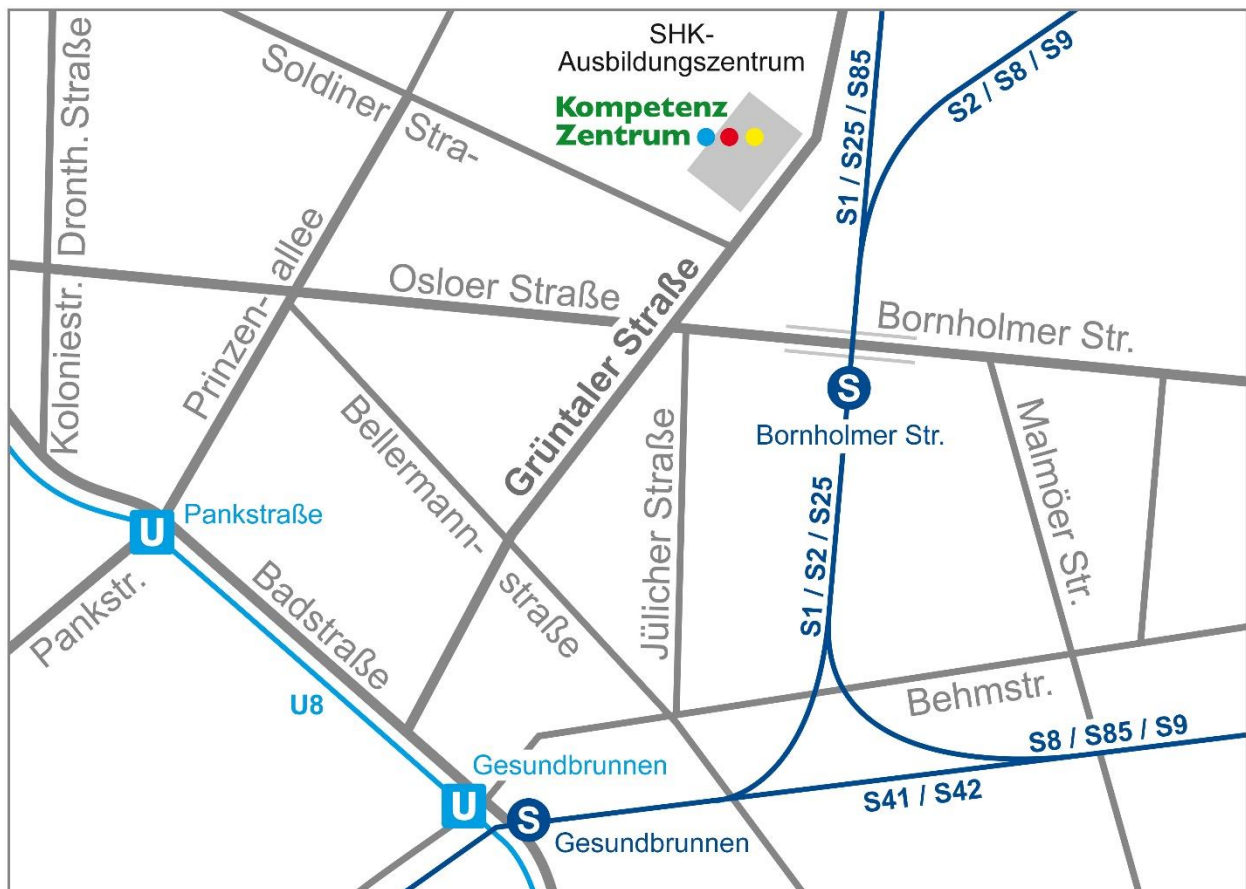 SHK-
Ausbildungszentrum
Kompetenz
Zentrum
Koloniestr. Dronth. Straße
Soldiner Stra-
Prinzen- allee
S1 / S25 / S85
S2 / S8 / S9
Osloer Straße
Bornholmer Str.
Grüntaler Straße
Bellermann-
straße
Jülicher Straße
S
Bornholmer Str.
Malmöer Str.
S1 / S2 / S25
U
Pankstraße
Pankstr.
Badstraße
U8
Behmstr.
S8 / S85 / S9
S41 / S42
Gesundbrunnen
U
S
Gesundbrunnen